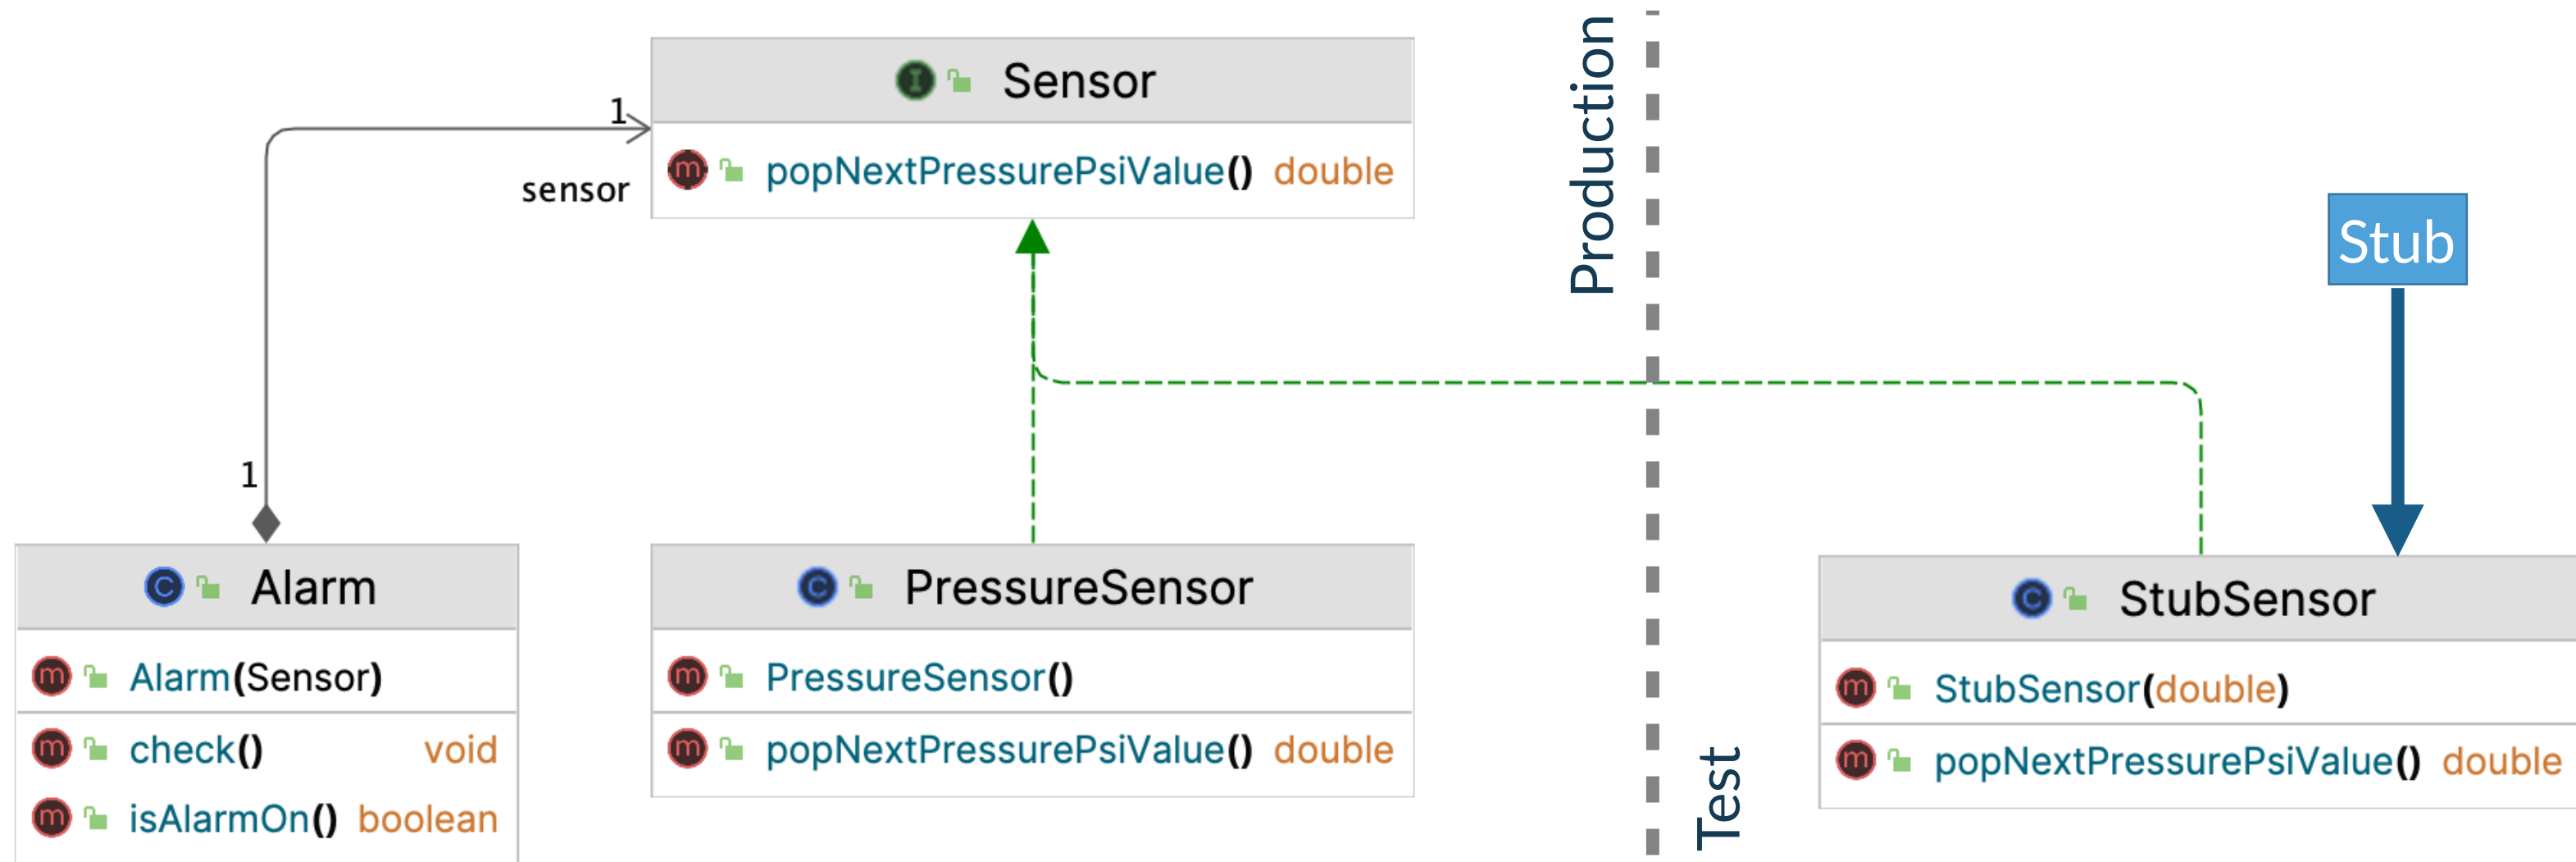 Sensor
popNextPressurePsiValue() double
1
sensor
1
Alarm
Alarm(Sensor)
check() void
isAlarmOn() boolean
PressureSensor
PressureSensor()
popNextPressurePsiValue() double
Production
Test
Stub
StubSensor
StubSensor(double)
popNextPressurePsiValue() double